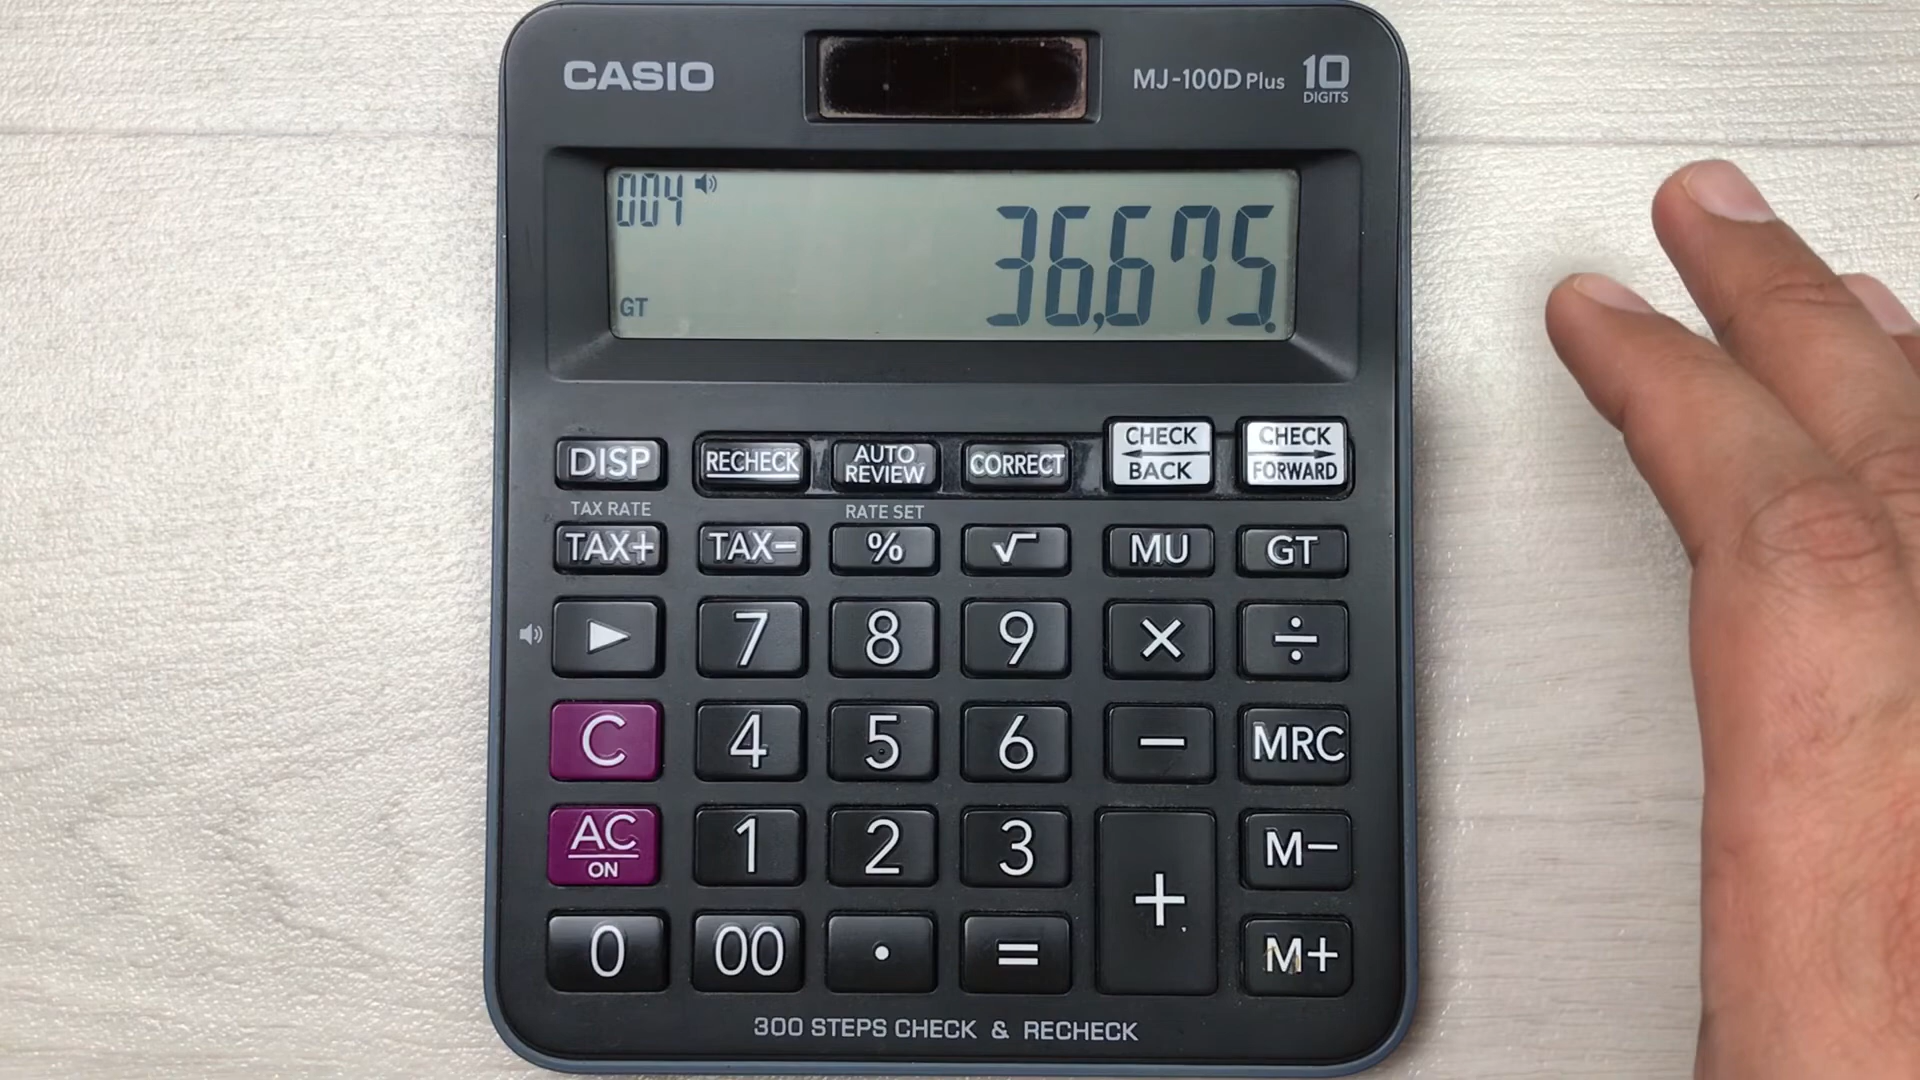 CASIO
MJ-100D Plus 10 DIGITS
004
36,675.
GT
DISP RECHECK AUTO REVIEW CORRECT CHECK BACK CHECK FORWARD
TAX RATE RATE SET
TAX+ TAX− % √ MU GT
▶ 7 8 9 × ÷
C 4 5 6 − MRC
AC ON 1 2 3 + M−
0 00 . = M+
300 STEPS CHECK & RECHECK